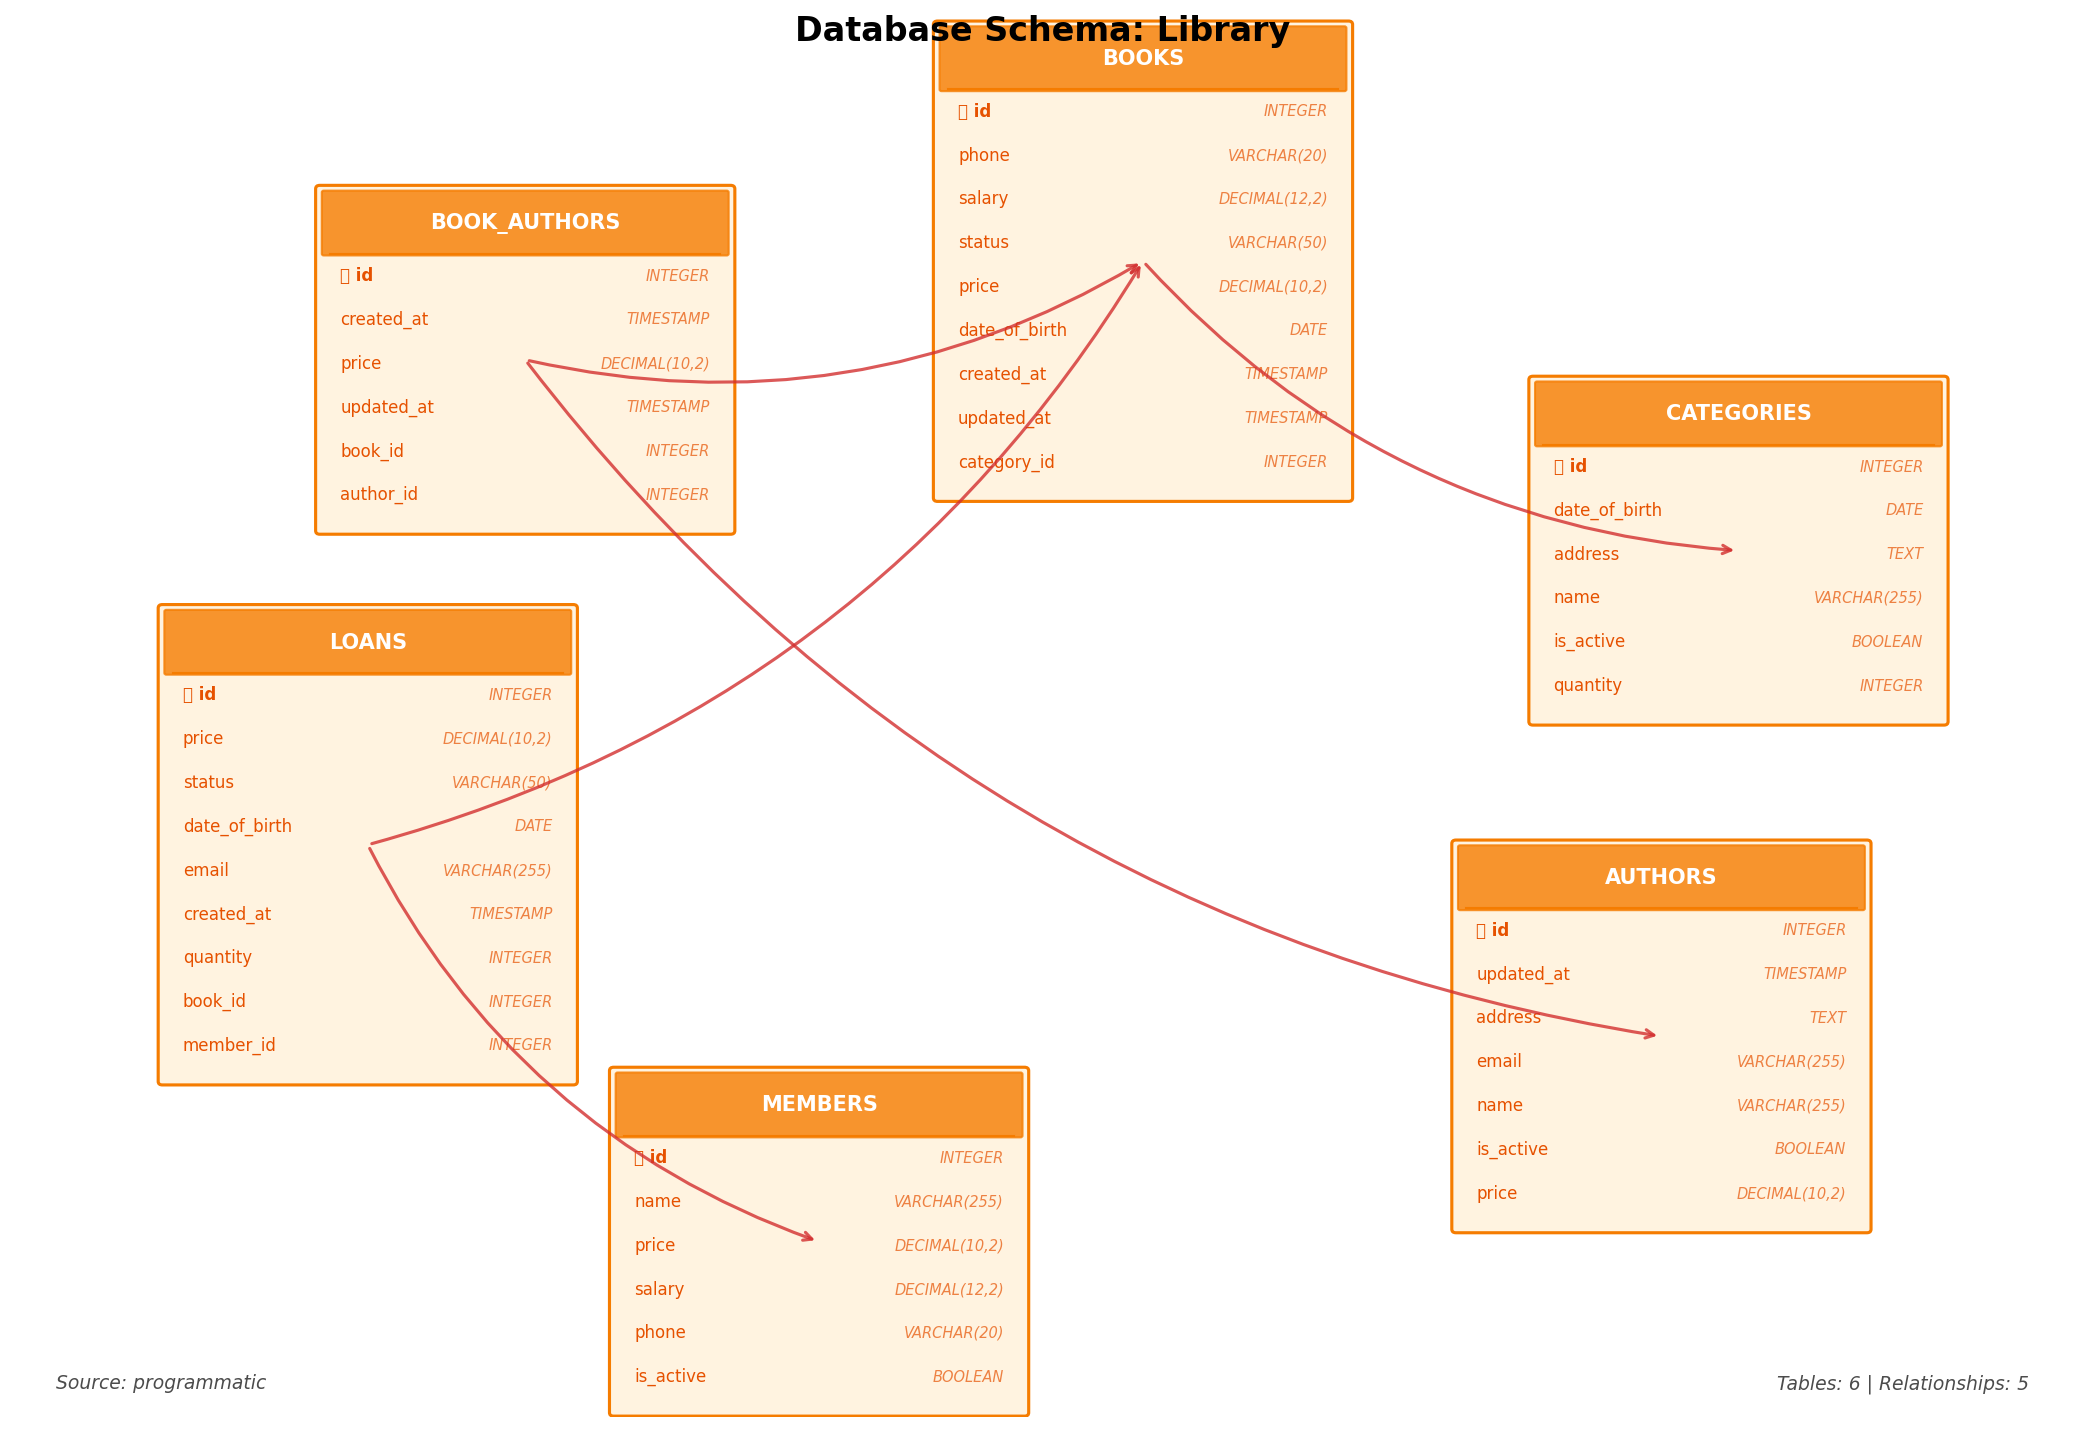 Database Schema: Library
BOOKS
id INTEGER
phone VARCHAR(20)
salary DECIMAL(12,2)
status VARCHAR(50)
price DECIMAL(10,2)
date_of_birth DATE
created_at TIMESTAMP
updated_at TIMESTAMP
category_id INTEGER
BOOK_AUTHORS
id INTEGER
created_at TIMESTAMP
price DECIMAL(10,2)
updated_at TIMESTAMP
book_id INTEGER
author_id INTEGER
CATEGORIES
id INTEGER
date_of_birth DATE
address TEXT
name VARCHAR(255)
is_active BOOLEAN
quantity INTEGER
LOANS
id INTEGER
price DECIMAL(10,2)
status VARCHAR(50)
date_of_birth DATE
email VARCHAR(255)
created_at TIMESTAMP
quantity INTEGER
book_id INTEGER
member_id INTEGER
AUTHORS
id INTEGER
updated_at TIMESTAMP
address TEXT
email VARCHAR(255)
name VARCHAR(255)
is_active BOOLEAN
price DECIMAL(10,2)
MEMBERS
id INTEGER
name VARCHAR(255)
price DECIMAL(10,2)
salary DECIMAL(12,2)
phone VARCHAR(20)
is_active BOOLEAN
Source: programmatic
Tables: 6 | Relationships: 5